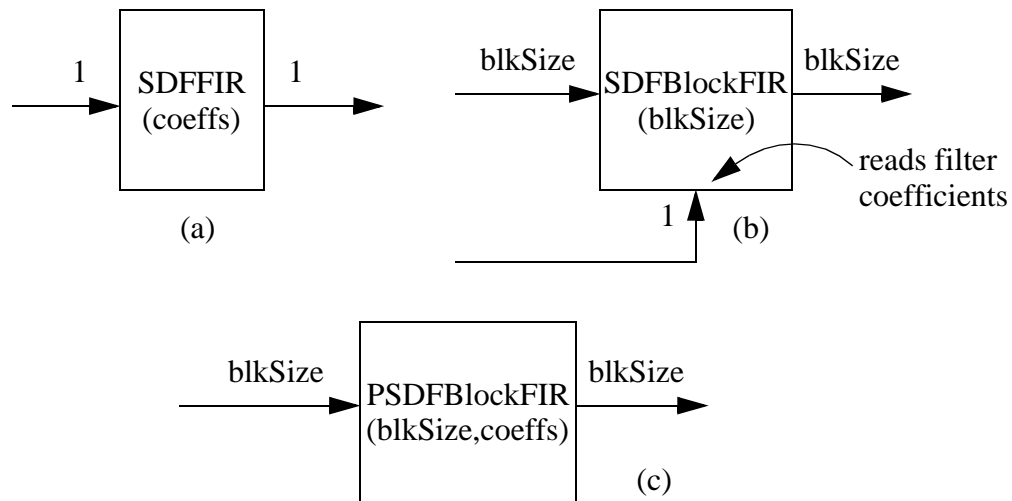 1
SDFFIR
(coeffs)
1
(a)
blkSize
SDFBlockFIR
(blkSize)
blkSize
reads filter
coefficients
1
(b)
blkSize
PSDFBlockFIR
(blkSize,coeffs)
blkSize
(c)